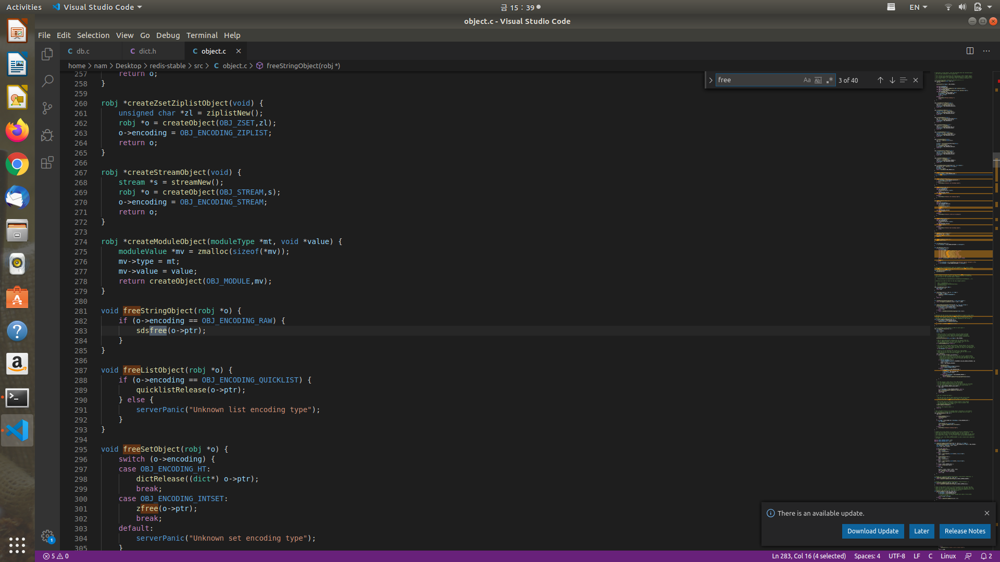 Activities Visual Studio Code 금 15 : 39 EN
object.c - Visual Studio Code
File Edit Selection View Go Debug Terminal Help
C db.c C dict.h C object.c
home > nam > Desktop > redis-stable > src > C object.c > freeStringObject(robj *)
free Aa Abl .* 3 of 40
257 return o;
258 }
259
260 robj *createZsetZiplistObject(void) {
261 unsigned char *zl = ziplistNew();
262 robj *o = createObject(OBJ_ZSET,zl);
263 o->encoding = OBJ_ENCODING_ZIPLIST;
264 return o;
265 }
266
267 robj *createStreamObject(void) {
268 stream *s = streamNew();
269 robj *o = createObject(OBJ_STREAM,s);
270 o->encoding = OBJ_ENCODING_STREAM;
271 return o;
272 }
273
274 robj *createModuleObject(moduleType *mt, void *value) {
275 moduleValue *mv = zmalloc(sizeof(*mv));
276 mv->type = mt;
277 mv->value = value;
278 return createObject(OBJ_MODULE,mv);
279 }
280
281 void freeStringObject(robj *o) {
282 if (o->encoding == OBJ_ENCODING_RAW) {
283 sdsfree(o->ptr);
284 }
285 }
286
287 void freeListObject(robj *o) {
288 if (o->encoding == OBJ_ENCODING_QUICKLIST) {
289 quicklistRelease(o->ptr);
290 } else {
291 serverPanic("Unknown list encoding type");
292 }
293 }
294
295 void freeSetObject(robj *o) {
296 switch (o->encoding) {
297 case OBJ_ENCODING_HT:
298 dictRelease((dict*) o->ptr);
299 break;
300 case OBJ_ENCODING_INTSET:
301 zfree(o->ptr);
302 break;
303 default:
304 serverPanic("Unknown set encoding type");
305 }
There is an available update.
Download Update Later Release Notes
1
5 0 Ln 283, Col 16 (4 selected) Spaces: 4 UTF-8 LF C Linux 2